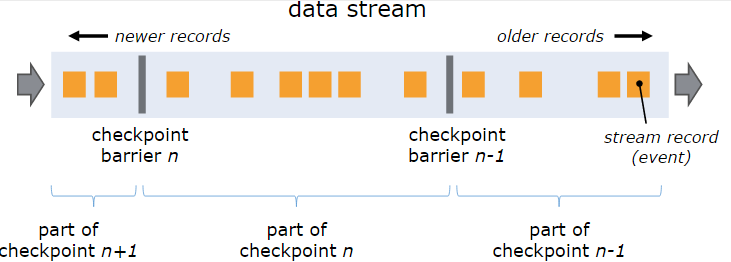 data stream
newer records
older records
checkpoint
barrier n
checkpoint
barrier n-1
stream record
(event)
part of
checkpoint n+1
part of
checkpoint n
part of
checkpoint n-1